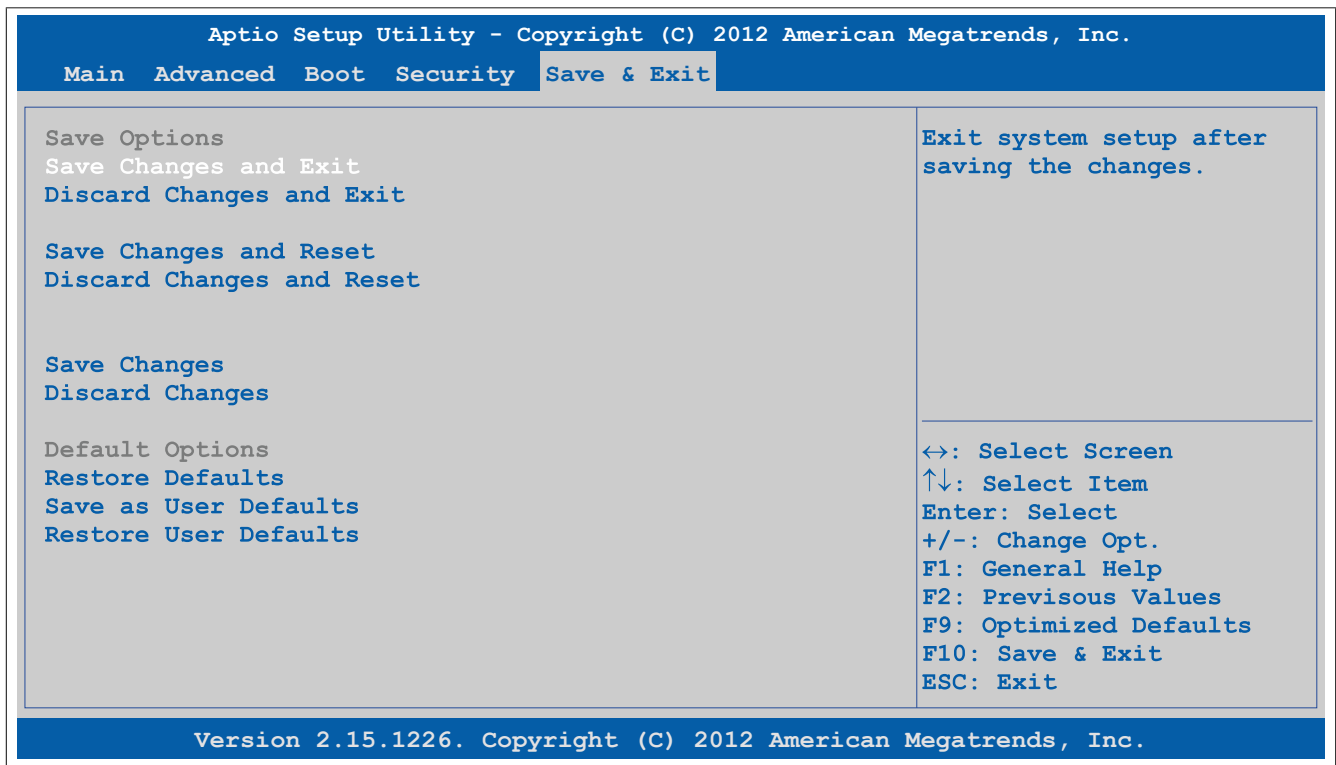 Aptio Setup Utility - Copyright (C) 2012 American Megatrends, Inc.
Main Advanced Boot Security Save & Exit
Save Options
Save Changes and Exit
Discard Changes and Exit
Save Changes and Reset
Discard Changes and Reset
Save Changes
Discard Changes
Default Options
Restore Defaults
Save as User Defaults
Restore User Defaults
Exit system setup after
saving the changes.
↔: Select Screen
↑↓: Select Item
Enter: Select
+/-: Change Opt.
F1: General Help
F2: Previsous Values
F9: Optimized Defaults
F10: Save & Exit
ESC: Exit
Version 2.15.1226. Copyright (C) 2012 American Megatrends, Inc.